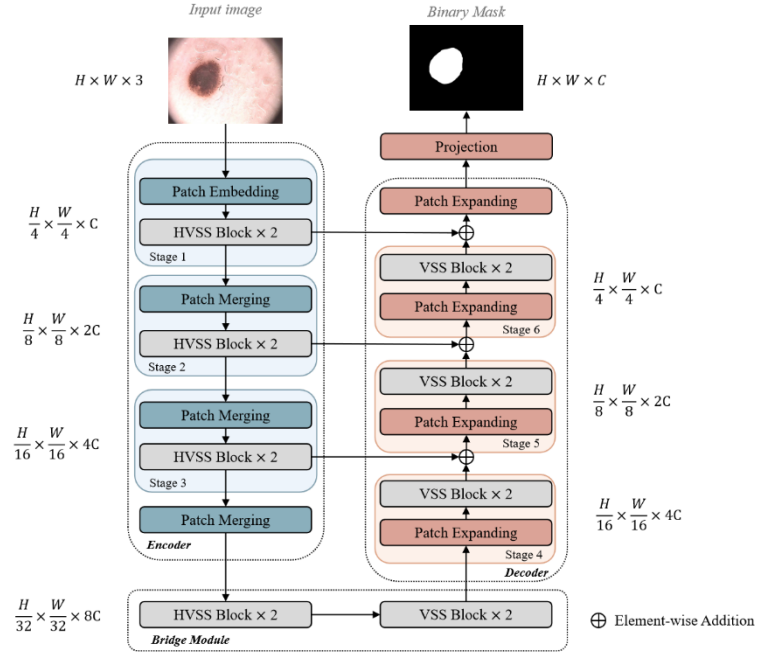 Input image
Binary Mask
H × W × 3
H × W × C
Projection
Patch Embedding
HVSS Block × 2
Stage 1
H/4 × W/4 × C
Patch Merging
HVSS Block × 2
Stage 2
H/8 × W/8 × 2C
Patch Merging
HVSS Block × 2
Stage 3
H/16 × W/16 × 4C
Patch Merging
Encoder
H/32 × W/32 × 8C
HVSS Block × 2
VSS Block × 2
Bridge Module
Patch Expanding
VSS Block × 2
Patch Expanding
Stage 6
H/4 × W/4 × C
VSS Block × 2
Patch Expanding
Stage 5
H/8 × W/8 × 2C
VSS Block × 2
Patch Expanding
Stage 4
H/16 × W/16 × 4C
Decoder
⊕ Element-wise Addition